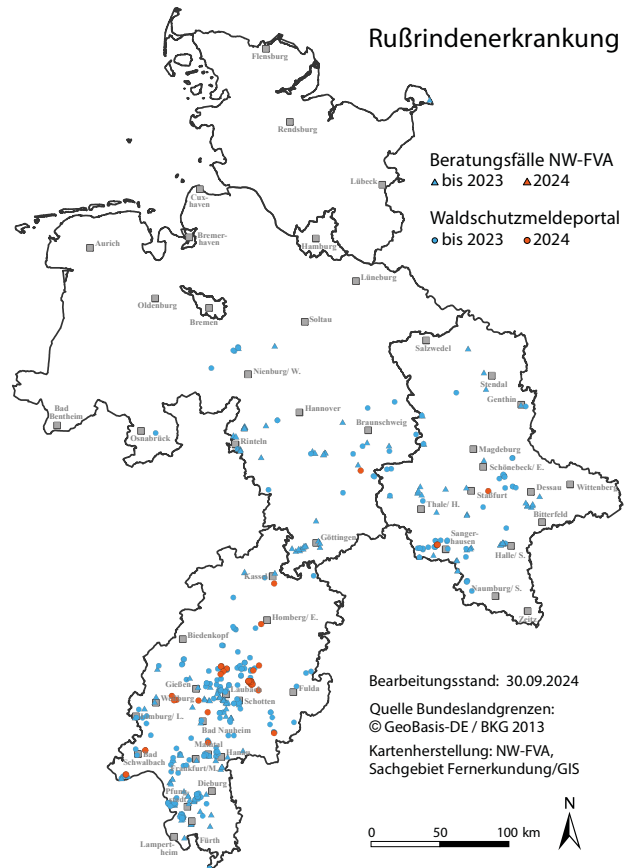 Rußrindenerkrankung
Flensburg
Rendsburg
Beratungsfälle NW-FVA
bis 2023
2024
Lübeck
Waldschutzmeldeportal
bis 2023
2024
Cux-
haven
Bremer-
haven
Hamburg
Aurich
Lüneburg
Oldenburg
Bremen
Soltau
Salzwedel
Nienburg/ W.
Stendal
Genthin
Bad
Bentheim
Osnabrück
Hannover
Rinteln
Braunschweig
Magdeburg
Schönebeck/ E.
Staßfurt
Dessau
Wittenberg
Thale/ H.
Bitterfeld
Göttingen
Sanger-
hausen
Halle/ S.
Kassel
Naumburg/ S.
Zeitz
Homberg/ E.
Biedenkopf
Gießen
Laubach
Fulda
Schotten
Limburg/ L.
Bad Nauheim
Bad
Schwalbach
Maintal
Hanau
Frankfurt/M.
Dieburg
Fürth
Lampert-
heim
Bearbeitungsstand: 30.09.2024
Quelle Bundeslandgrenzen:
© GeoBasis-DE / BKG 2013
Kartenherstellung: NW-FVA,
Sachgebiet Fernerkundung/GIS
N
0 50 100 km